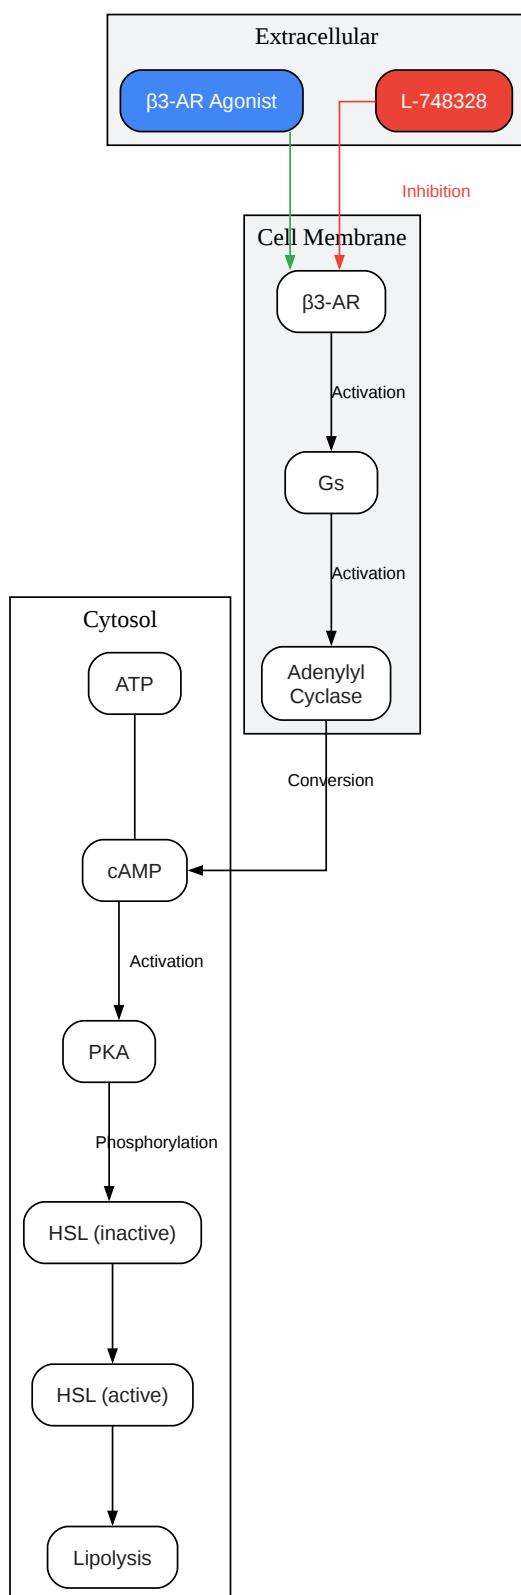 Extracellular
β3-AR Agonist
L-748328
Inhibition
Cell Membrane
β3-AR
Activation
Gs
Activation
Adenylyl
Cyclase
Cytosol
ATP
Conversion
cAMP
Activation
PKA
Phosphorylation
HSL (inactive)
HSL (active)
Lipolysis